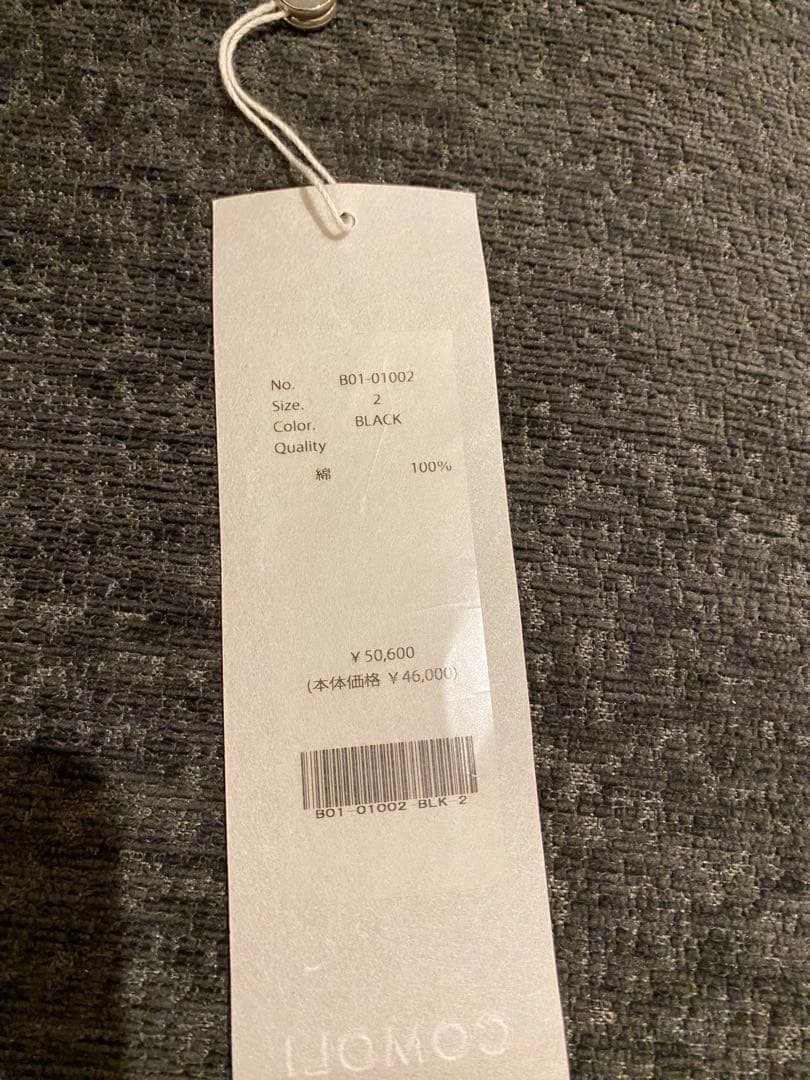 No. B01-01002
Size. 2
Color. BLACK
Quality
綿 100%
¥50,600
(本体価格 ¥46,000)
B01-01002-BLK-2
COMOLI